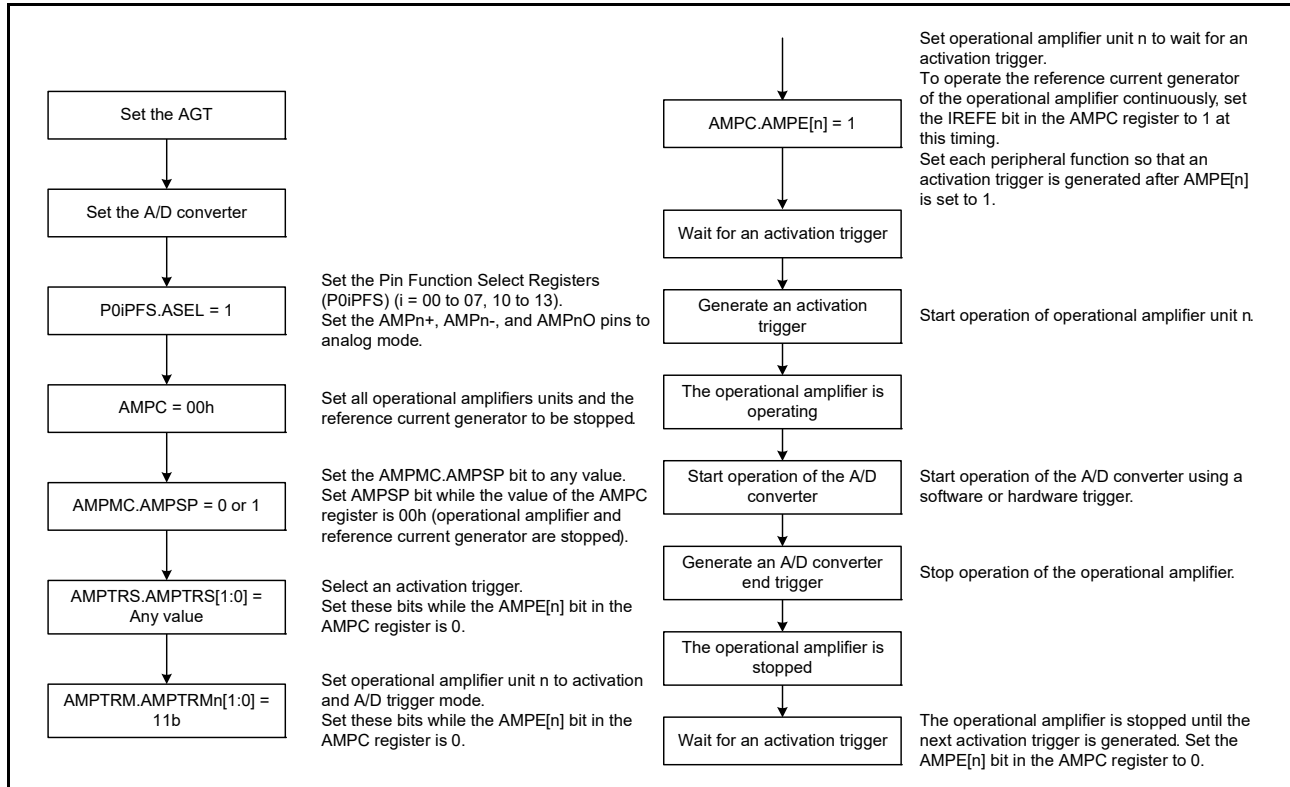 Set the AGT
Set the A/D converter
P0iPFS.ASEL = 1
Set the Pin Function Select Registers
(P0iPFS) (i = 00 to 07, 10 to 13).
Set the AMPn+, AMPn-, and AMPnO pins to
analog mode.
AMPC = 00h
Set all operational amplifiers units and the
reference current generator to be stopped.
AMPMC.AMPSP = 0 or 1
Set the AMPMC.AMPSP bit to any value.
Set AMPSP bit while the value of the AMPC
register is 00h (operational amplifier and
reference current generator are stopped).
AMPTRS.AMPTRS[1:0] =
Any value
Select an activation trigger.
Set these bits while the AMPE[n] bit in the
AMPC register is 0.
AMPTRM.AMPTRMn[1:0] =
11b
Set operational amplifier unit n to activation
and A/D trigger mode.
Set these bits while the AMPE[n] bit in the
AMPC register is 0.
AMPC.AMPE[n] = 1
Set operational amplifier unit n to wait for an
activation trigger.
To operate the reference current generator
of the operational amplifier continuously, set
the IREFE bit in the AMPC register to 1 at
this timing.
Set each peripheral function so that an
activation trigger is generated after AMPE[n]
is set to 1.
Wait for an activation trigger
Generate an activation
trigger
Start operation of operational amplifier unit n.
The operational amplifier is
operating
Start operation of the A/D
converter
Start operation of the A/D converter using a
software or hardware trigger.
Generate an A/D converter
end trigger
Stop operation of the operational amplifier.
The operational amplifier is
stopped
Wait for an activation trigger
The operational amplifier is stopped until the
next activation trigger is generated. Set the
AMPE[n] bit in the AMPC register to 0.